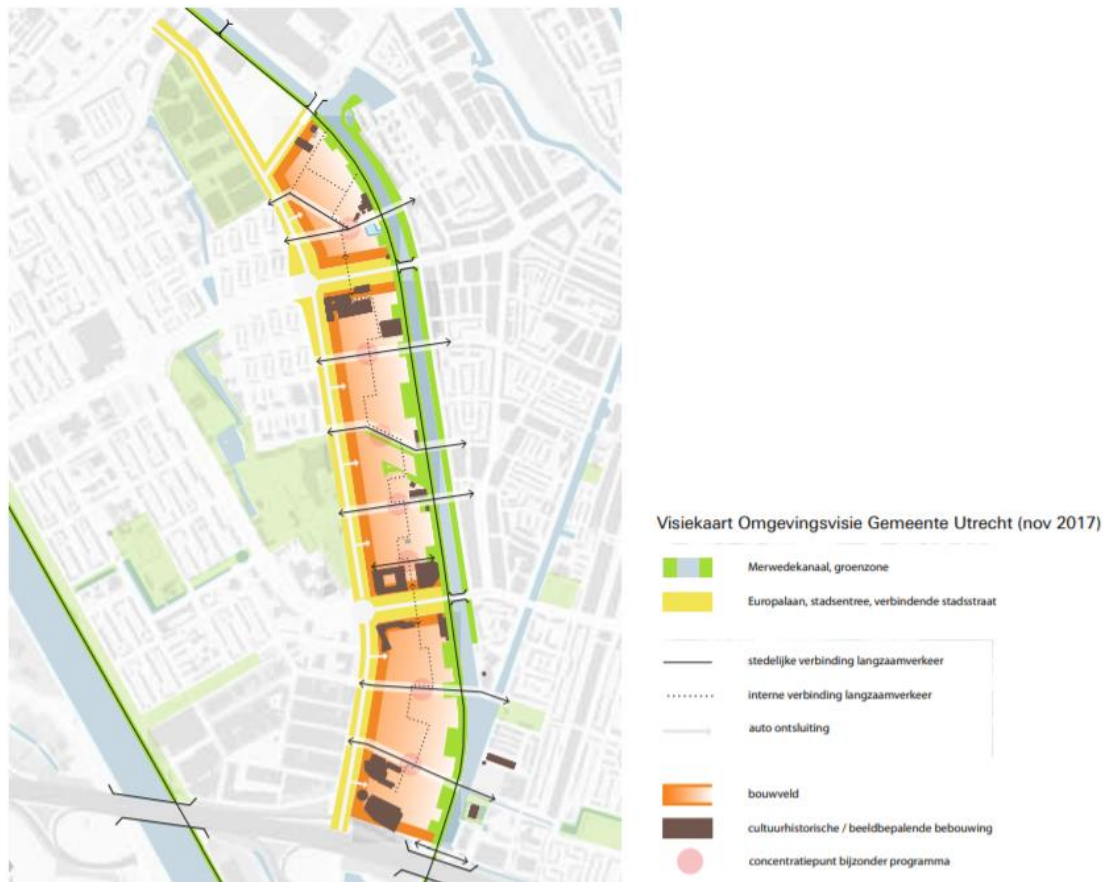 Visiekaart Omgevingsvisie Gemeente Utrecht (nov 2017)
Merwedekanaal, groenzone
Europalaan, stadsentree, verbindende stadsstraat
stedelijke verbinding langzaamverkeer
interne verbinding langzaamverkeer
auto ontsluiting
bouwveld
cultuurhistorische / beeldbepalende bebouwing
concentratiepunt bijzonder programma